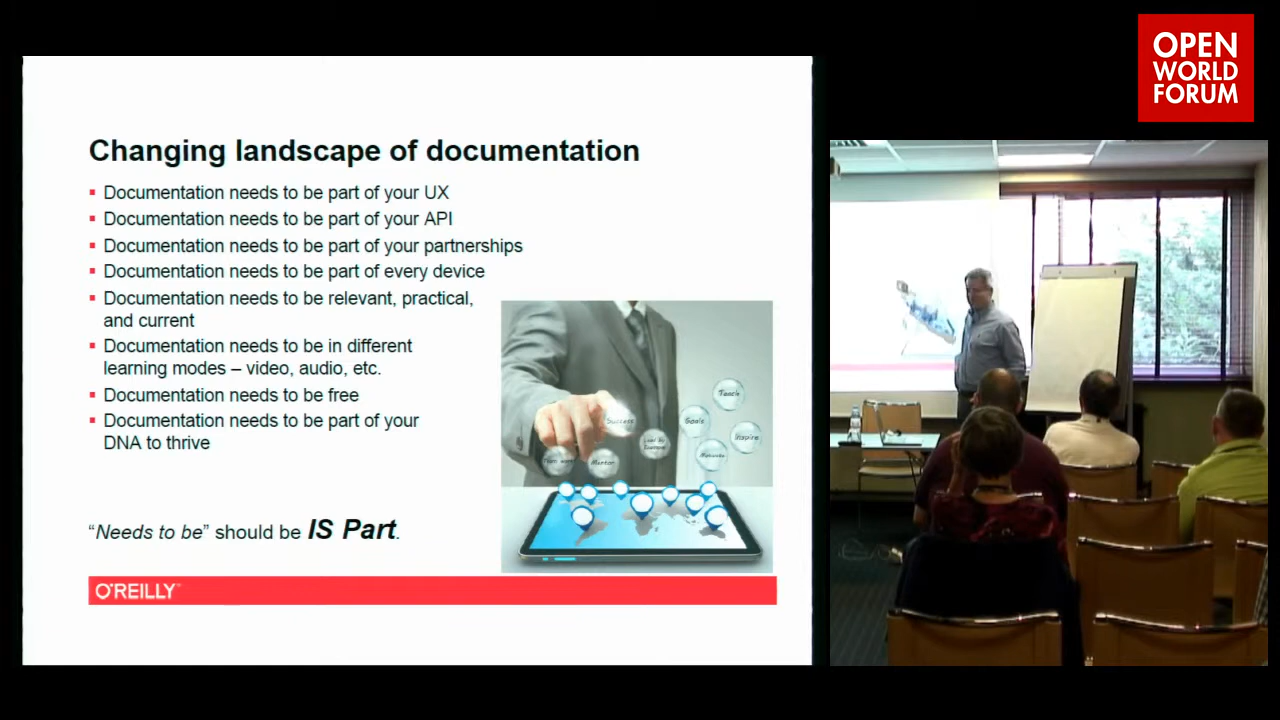 OPEN
WORLD
FORUM
Changing landscape of documentation
Documentation needs to be part of your UX
Documentation needs to be part of your API
Documentation needs to be part of your partnerships
Documentation needs to be part of every device
Documentation needs to be relevant, practical,
and current
Documentation needs to be in different
learning modes – video, audio, etc.
Documentation needs to be free
Documentation needs to be part of your
DNA to thrive
Teach
Success
Goals
Inspire
Mentor
“Needs to be” should be IS Part.
O'REILLY